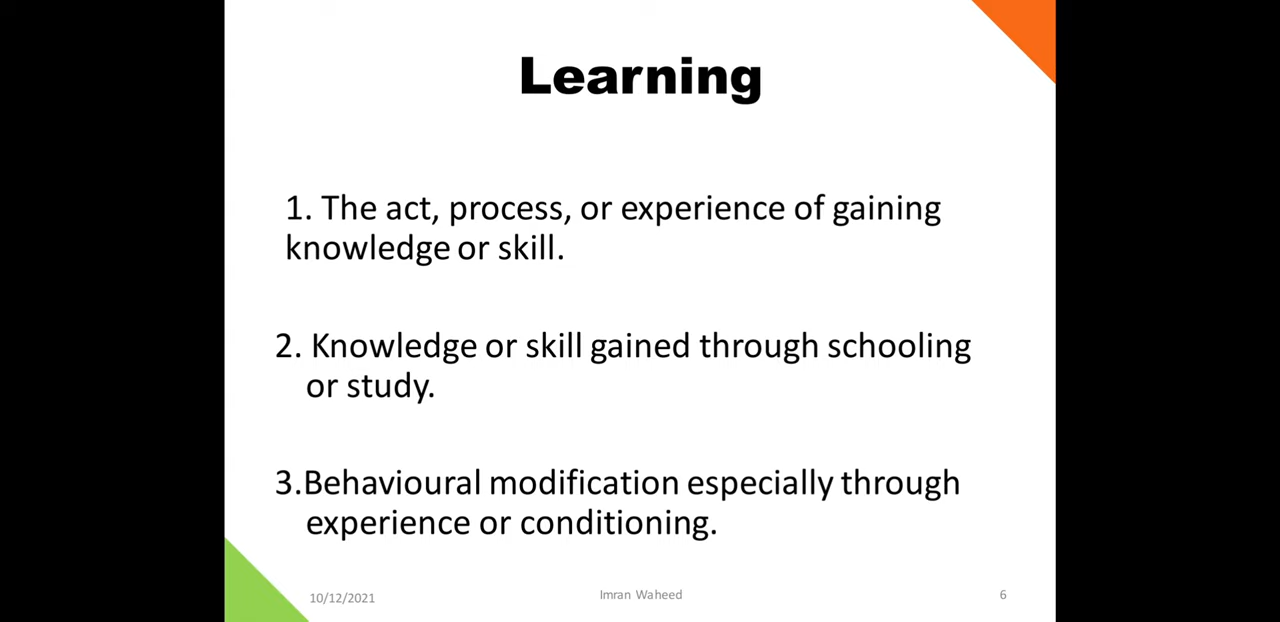 Learning
1. The act, process, or experience of gaining
knowledge or skill.
2. Knowledge or skill gained through schooling
or study.
3.Behavioural modification especially through
experience or conditioning.
10/12/2021
Imran Waheed
6